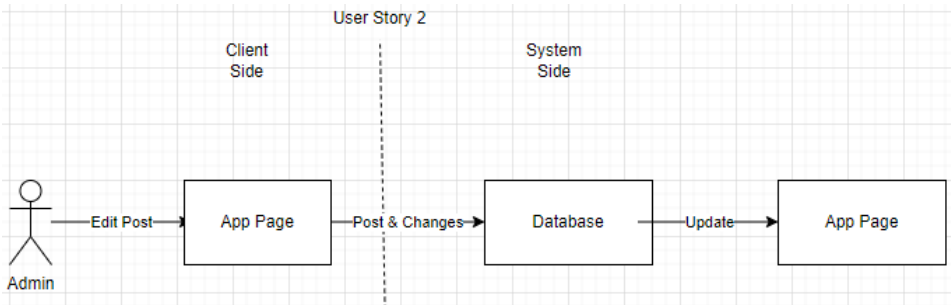 User Story 2
Client
Side
System
Side
Edit Post
App Page
Post & Changes
Database
Update
App Page
Admin